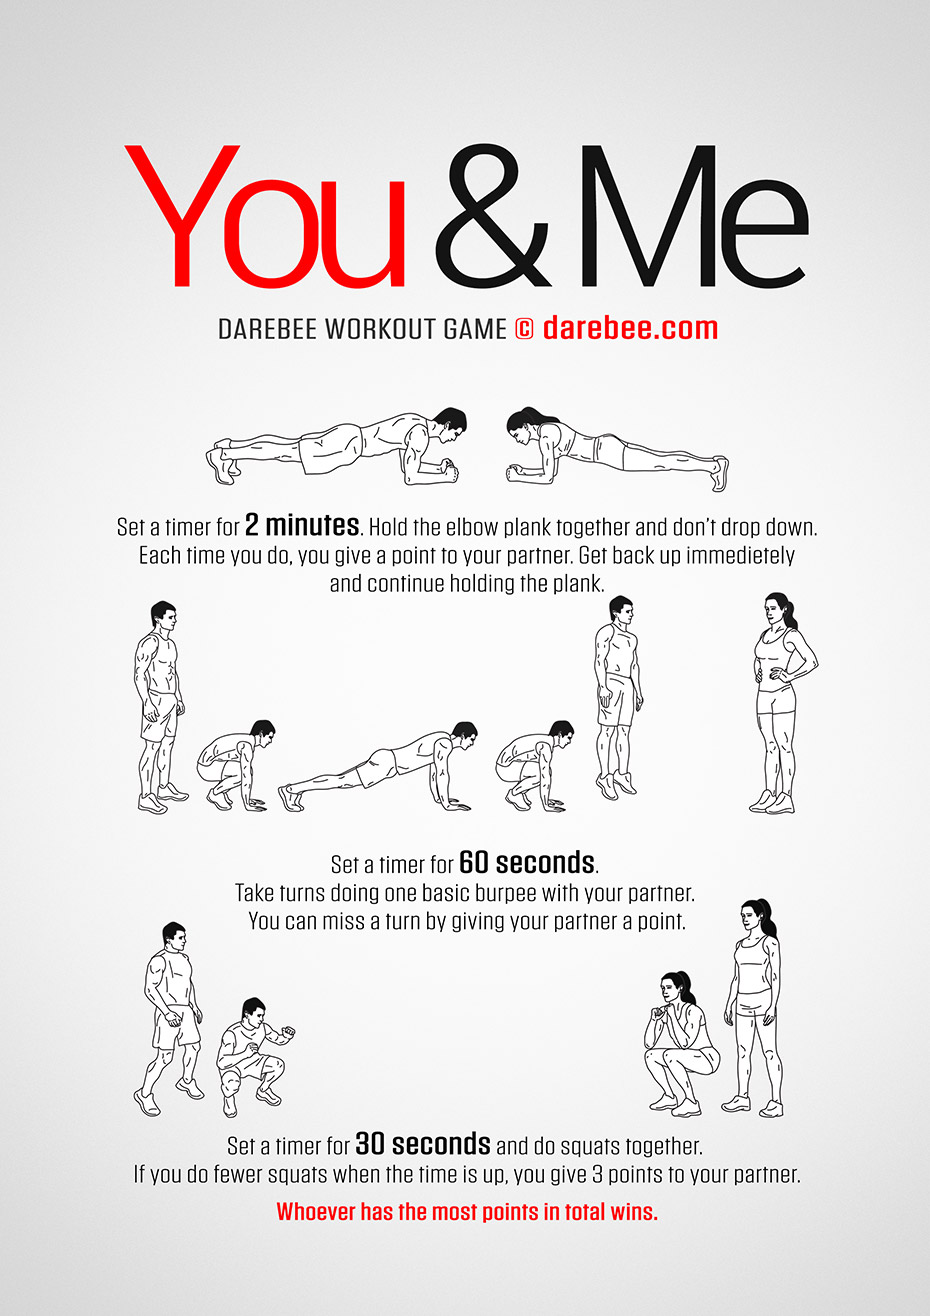 You & Me
DAREBEE WORKOUT GAME © darebee.com
Set a timer for 2 minutes. Hold the elbow plank together and don't drop down.
Each time you do, you give a point to your partner. Get back up immedietely
and continue holding the plank.
Set a timer for 60 seconds.
Take turns doing one basic burpee with your partner.
You can miss a turn by giving your partner a point.
Set a timer for 30 seconds and do squats together.
If you do fewer squats when the time is up, you give 3 points to your partner.
Whoever has the most points in total wins.